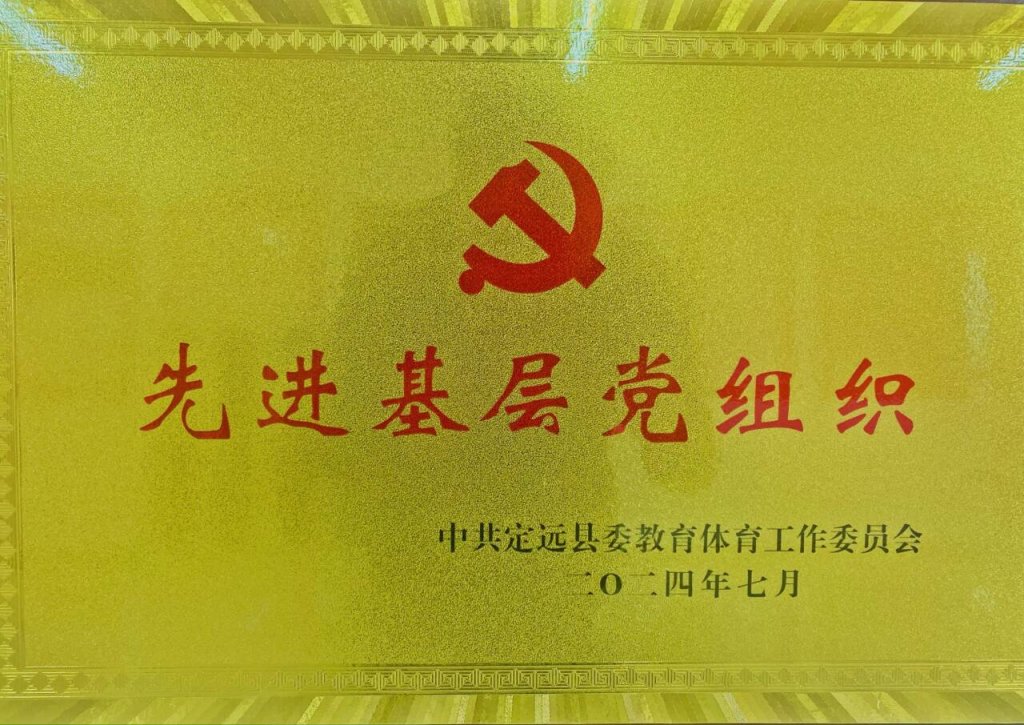 先进基层党组织
中共定远县委教育体育工作委员会
二〇二四年七月